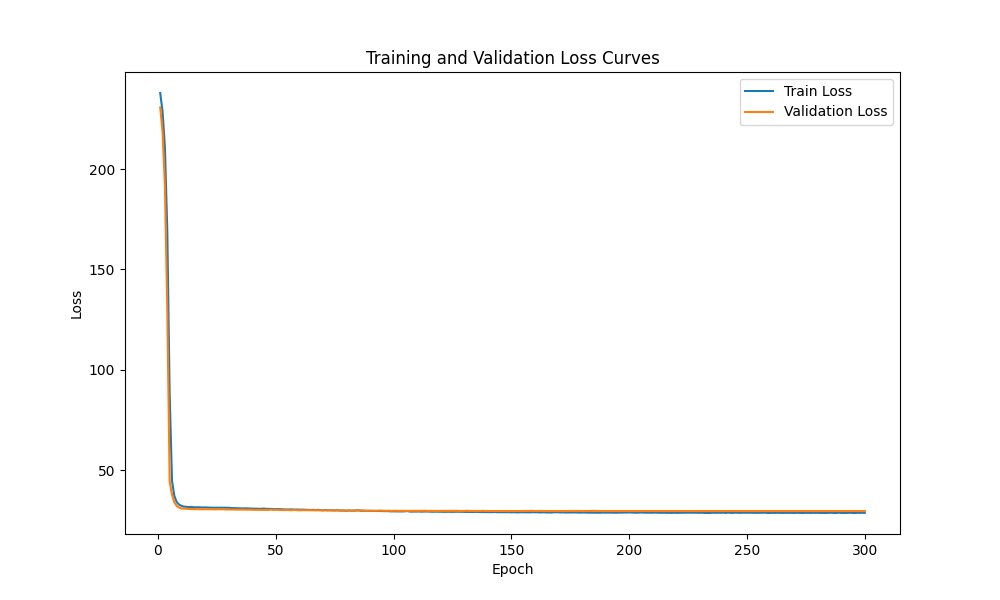 Training and Validation Loss Curves
Train Loss
Validation Loss
200
150
100
50
Loss
0 50 100 150 200 250 300
Epoch